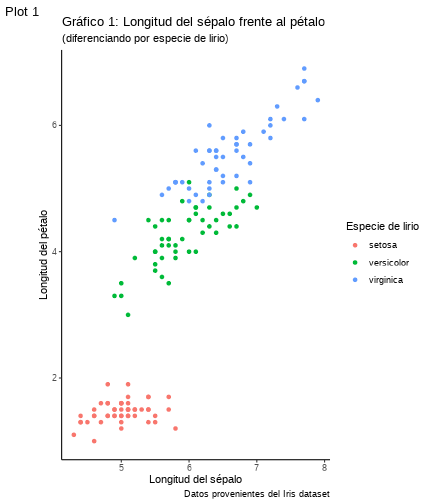 Plot 1
Gráfico 1: Longitud del sépalo frente al pétalo
(diferenciando por especie de lirio)
6
4
2
Longitud del pétalo
5 6 7 8
Longitud del sépalo
Especie de lirio
setosa
versicolor
virginica
Datos provenientes del Iris dataset